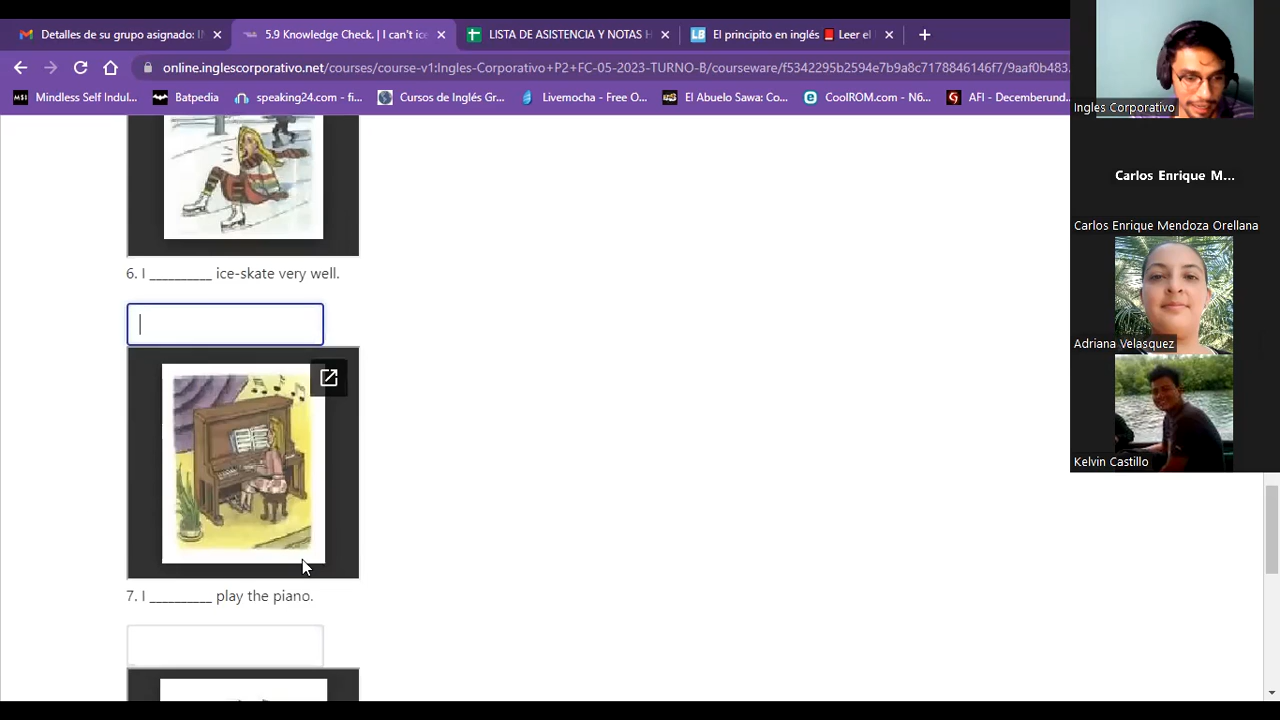 Detalles de su grupo asignado: I
5.9 Knowledge Check. | I can't ice
LISTA DE ASISTENCIA Y NOTAS H
El principito en inglés 📕 Leer el
online.inglescorporativo.net/courses/course-v1:Ingles-Corporativo+P2+FC-05-2023-TURNO-B/courseware/f5342295b2594e7b9a8c7178846146f7/9aaf0b483.
Mindless Self Indul...
Batpedia
speaking24.com - fi...
Cursos de Inglés Gr...
Livemocha - Free O...
El Abuelo Sawa: Co...
CoolROM.com - N6...
AFI - Decemberund...
6. I _________ ice-skate very well.
7. I _________ play the piano.
Ingles Corporativo
Carlos Enrique M...
Carlos Enrique Mendoza Orellana
Adriana Velasquez
Kelvin Castillo